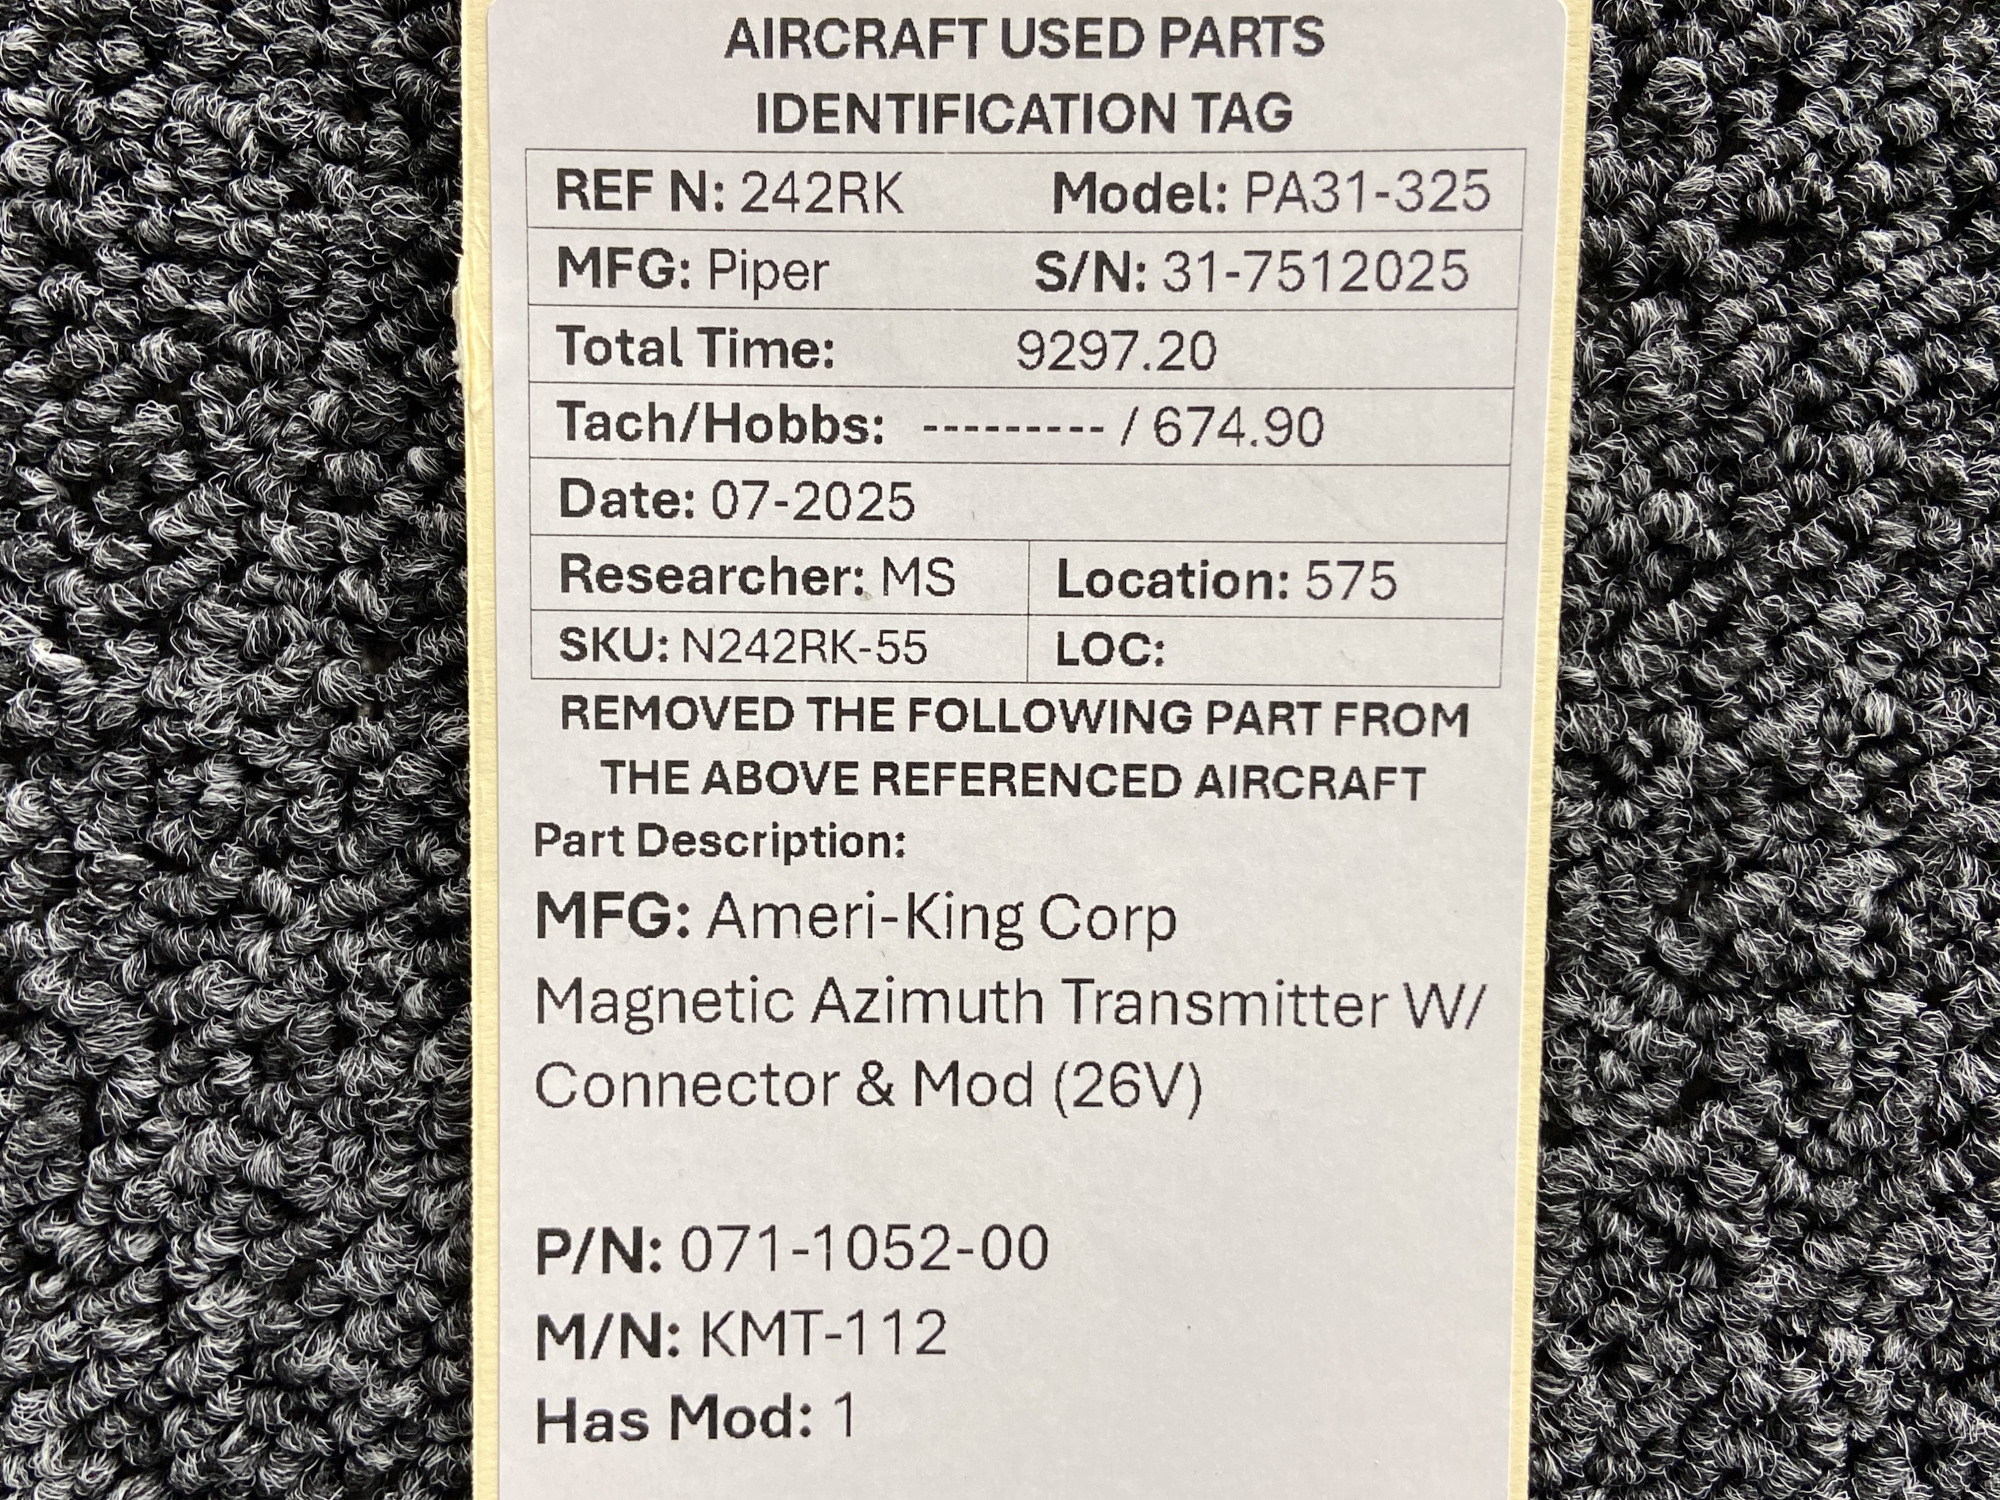 AIRCRAFT USED PARTS
IDENTIFICATION TAG
REF N: 242RK Model: PA31-325
MFG: Piper S/N: 31-7512025
Total Time: 9297.20
Tach/Hobbs: --------- / 674.90
Date: 07-2025
Researcher: MS Location: 575
SKU: N242RK-55 LOC:
REMOVED THE FOLLOWING PART FROM
THE ABOVE REFERENCED AIRCRAFT
Part Description:
MFG: Ameri-King Corp
Magnetic Azimuth Transmitter W/
Connector & Mod (26V)
P/N: 071-1052-00
M/N: KMT-112
Has Mod: 1